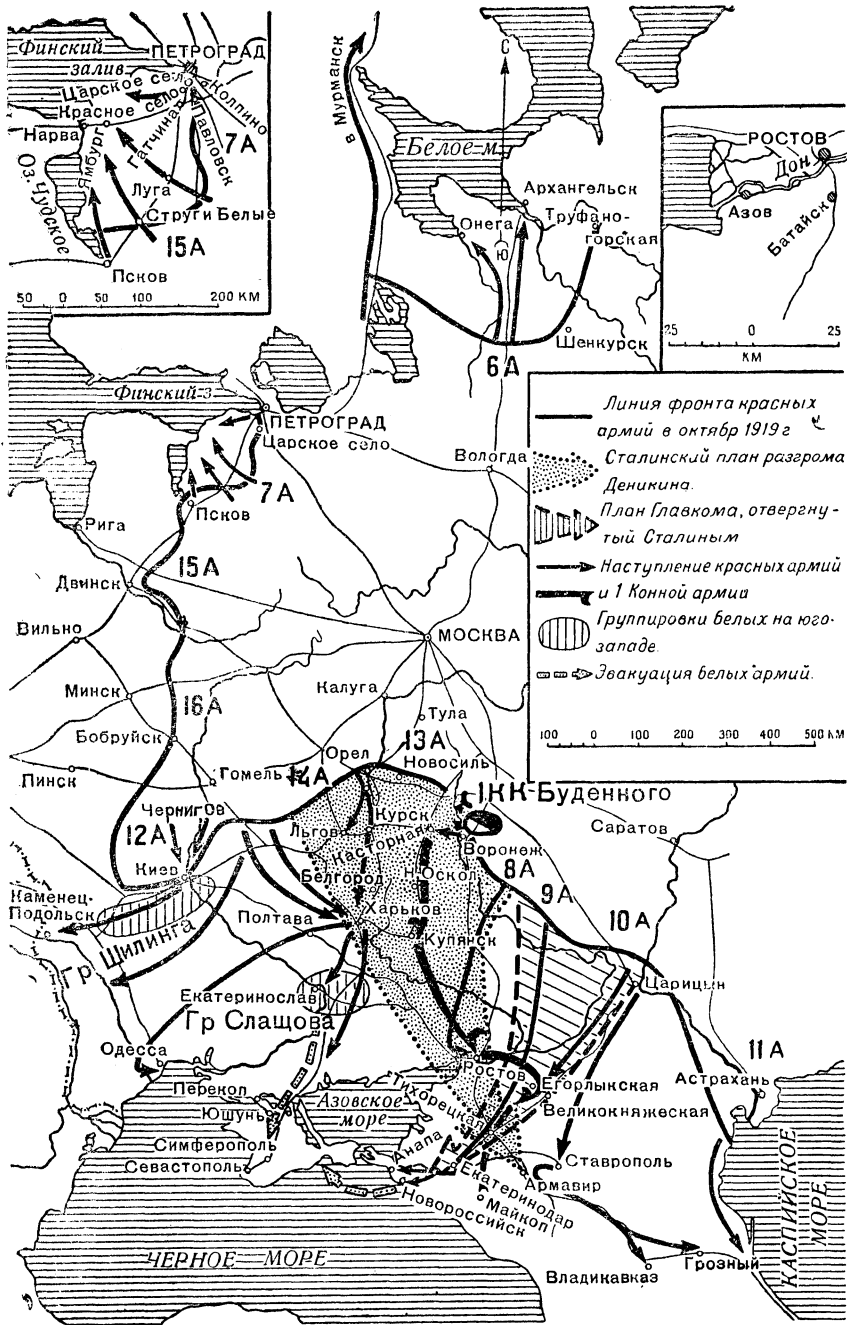 Финский
залив
ПЕТРОГРАД
Царское село
Красное село
Колпино
Нарва
Ямбург
Гатчина
Павловск
7А
Оз. Чудское
Луга
Струги Белые
15А
Псков
50 0 50 100 200 КМ
Мурманск
в
С
Белое м.
Архангельск
Онега
Труфано-
горская
Ю
Шенкурск
6А
РОСТОВ
Дон
Азов
Батайск
25 0 25
КМ
Линия фронта красных
армий в октябр 1919 г
Сталинский план разгрома
Деникина.
План Главкома, отвергну-
тый Сталиным
Наступление красных армий
и 1 Конной армии
Группировки белых на юго-
западе.
Эвакуация белых армий.
100 0 100 200 300 400 500 КМ
Финский з
ПЕТРОГРАД
Царское село
7А
Псков
Вологда
Рига
15А
Двинск
Вильно
МОСКВА
Минск
16А
Калуга
Тула
Бобруйск
Орел
13А
Новосиль
Пинск
Гомель
14А
1КК-Буденного
Чернигов
12А
Льгов
Курск
Касторная
Саратов
Воронеж
Киев
Белгород
Н.Оскол
8А
9А
10А
Каменец-
Подольск
Гр Шилинга
Полтава
Харьков
Купянск
Царицын
Екатеринослав
Гр Слащова
Одесса
Ростов
11А
Астрахань
Перекоп
Азовское
море
Тихорецкая
Егорлыкская
Великокняжеская
Юшунь
Симферополь
Севастополь
Анапа
Ставрополь
Екатеринодар
Армавир
Новороссийск
Майкоп
ЧЕРНОЕ МОРЕ
КАСПИЙСКОЕ
МОРЕ
Грозный
Владикавказ